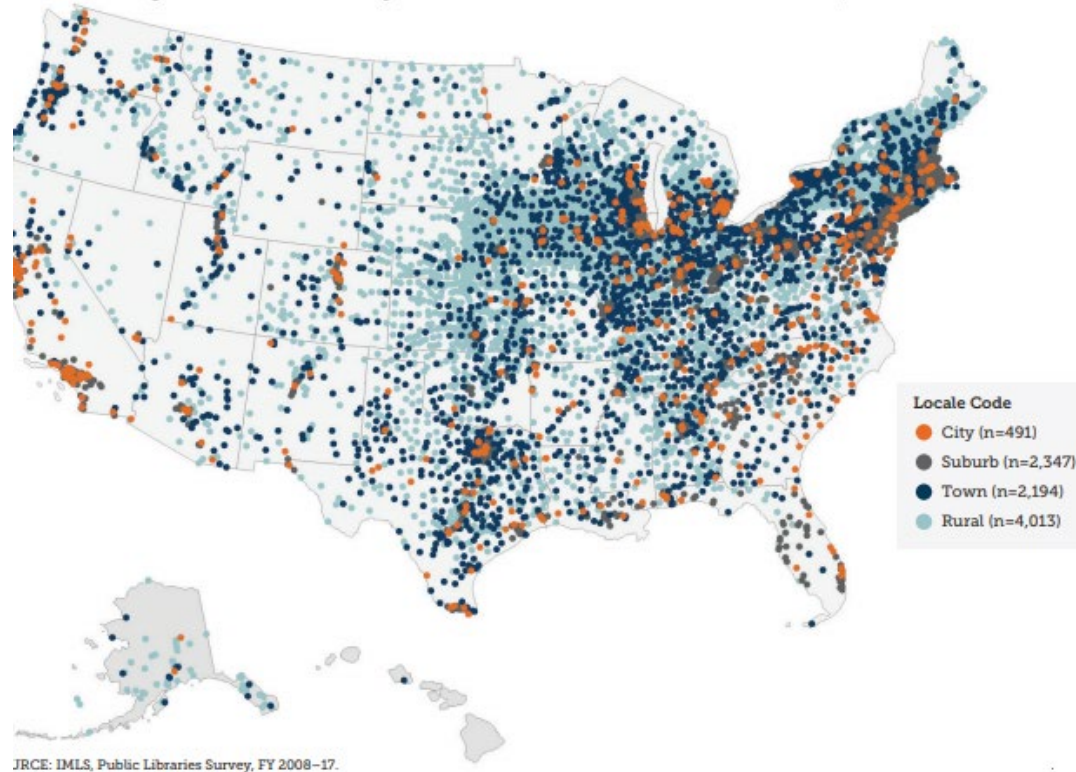 Locale Code
City (n=491)
Suburb (n=2,347)
Town (n=2,194)
Rural (n=4,013)
URCE: IMLS, Public Libraries Survey, FY 2008–17.